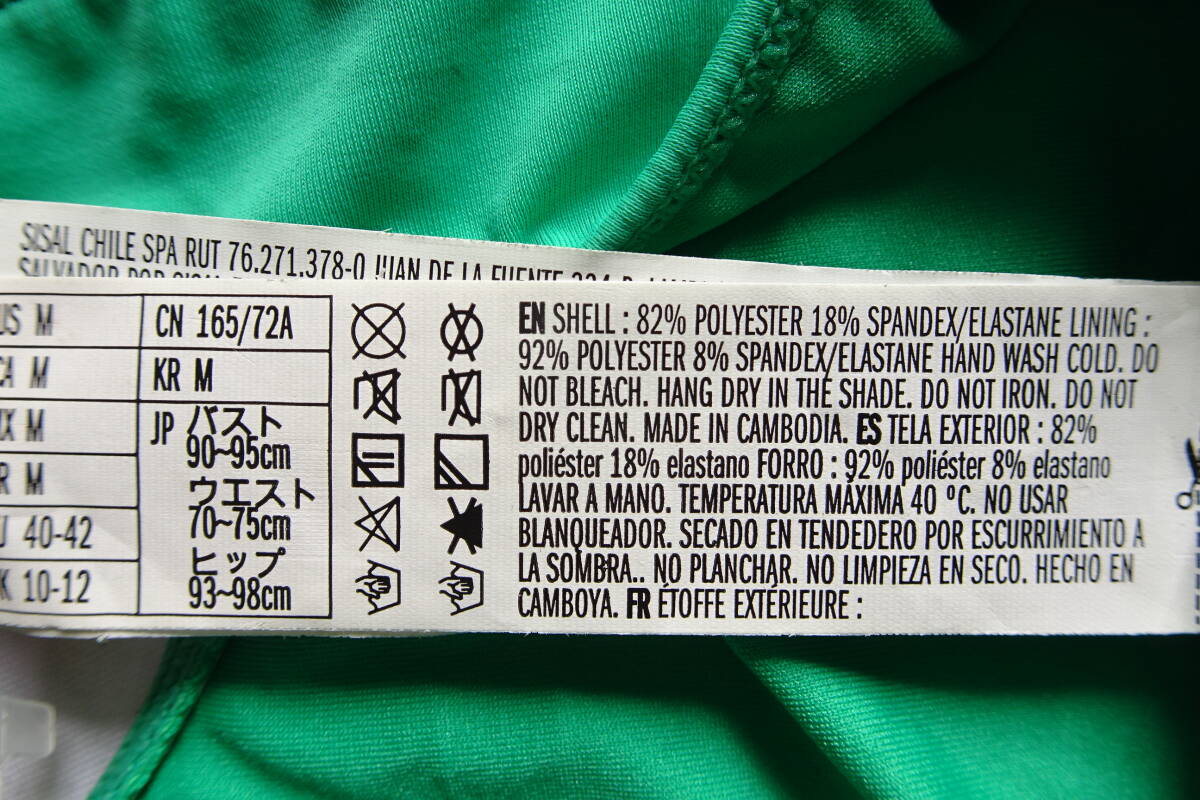 SISAL CHILE SPA RUT 76.271.378-0 JUAN DE LA FUENTE
US M
CA M
MX M
M
40-42
10-12
CN 165/72A
KR M
JP バスト
90~95cm
ウエスト
70~75cm
ヒップ
93~98cm
EN SHELL : 82% POLYESTER 18% SPANDEX/ELASTANE LINING :
92% POLYESTER 8% SPANDEX/ELASTANE HAND WASH COLD. DO
NOT BLEACH. HANG DRY IN THE SHADE. DO NOT IRON. DO NOT
DRY CLEAN. MADE IN CAMBODIA. ES TELA EXTERIOR : 82%
poliéster 18% elastano FORRO : 92% poliéster 8% elastano
LAVAR A MANO. TEMPERATURA MÁXIMA 40 ºC. NO USAR
BLANQUEADOR. SECADO EN TENDEDERO POR ESCURRIMIENTO A
LA SOMBRA.. NO PLANCHAR. NO LIMPIEZA EN SECO. HECHO EN
CAMBOYA. FR ÉTOFFE EXTÉRIEURE :